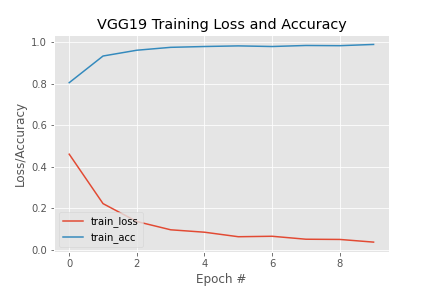 VGG19 Training Loss and Accuracy
Loss/Accuracy
1.0
0.8
0.6
0.4
0.2
0.0
train_loss
train_acc
0 2 4 6 8
Epoch #